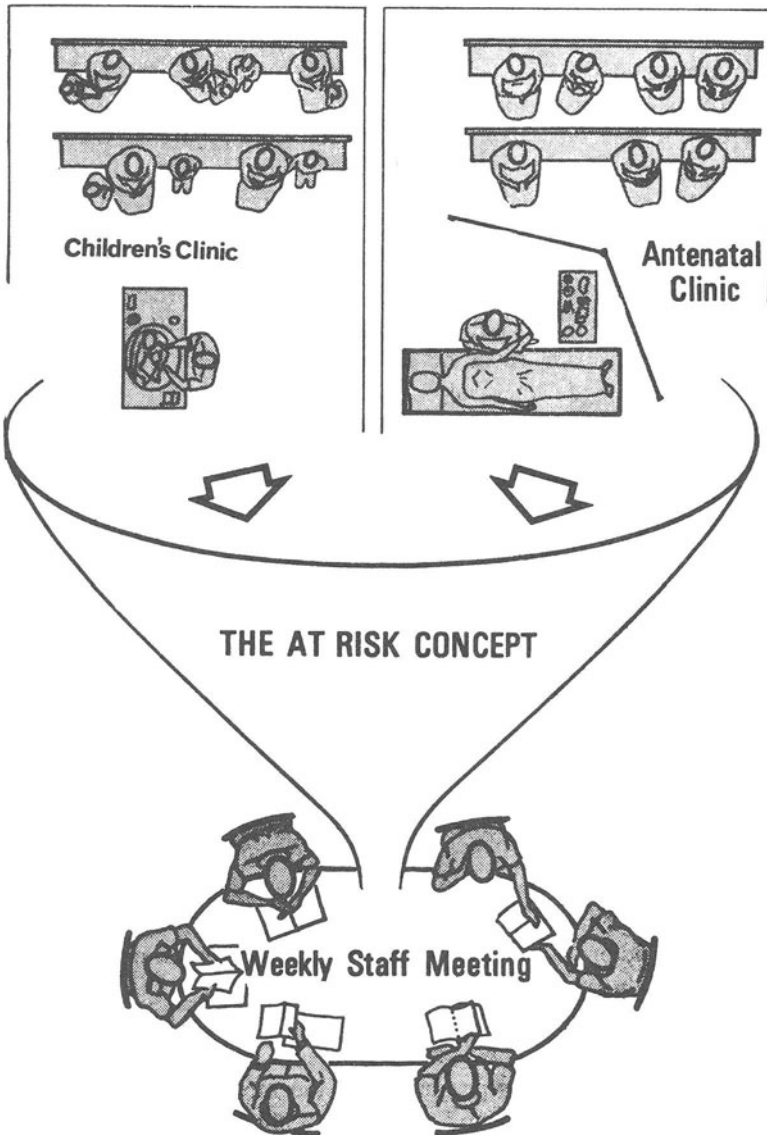 Children's Clinic
Antenatal
Clinic
THE AT RISK CONCEPT
Weekly Staff Meeting